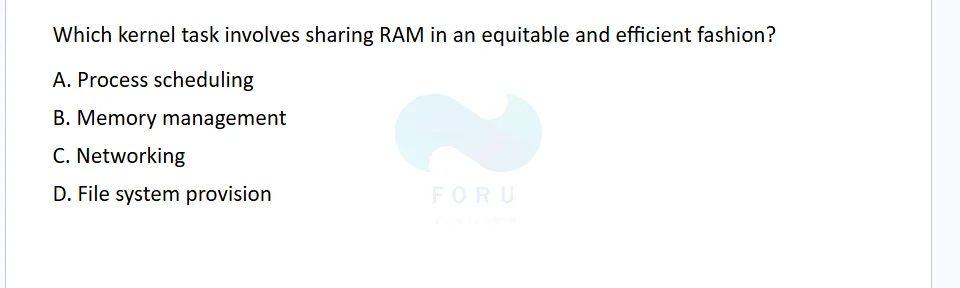 Which kernel task involves sharing RAM in an equitable and efficient fashion?
A. Process scheduling
B. Memory management
C. Networking
D. File system provision
FORU